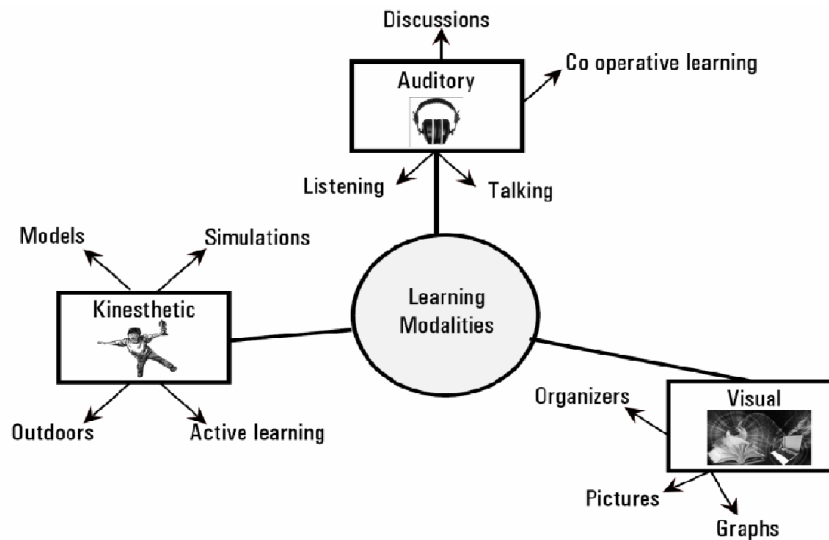 Discussions
Auditory
Co operative learning
Listening
Talking
Models
Simulations
Kinesthetic
Outdoors
Active learning
Learning
Modalities
Organizers
Visual
Pictures
Graphs